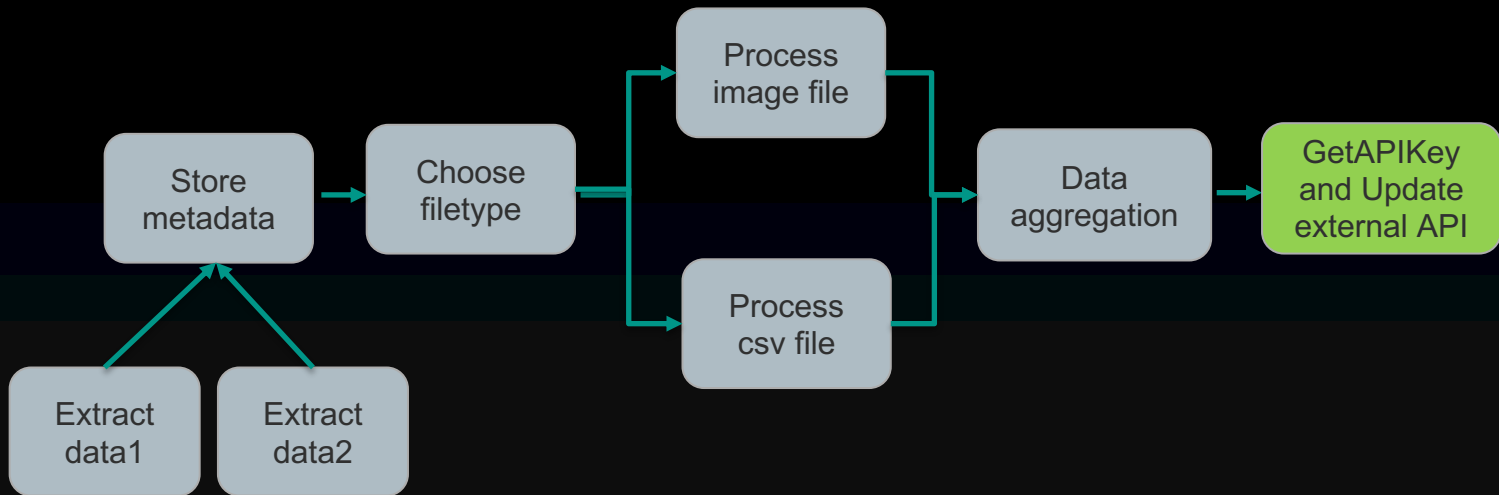 Process
image file
Store
metadata
Choose
filetype
Data
aggregation
GetAPIKey
and Update
external API
Process
csv file
Extract
data1
Extract
data2